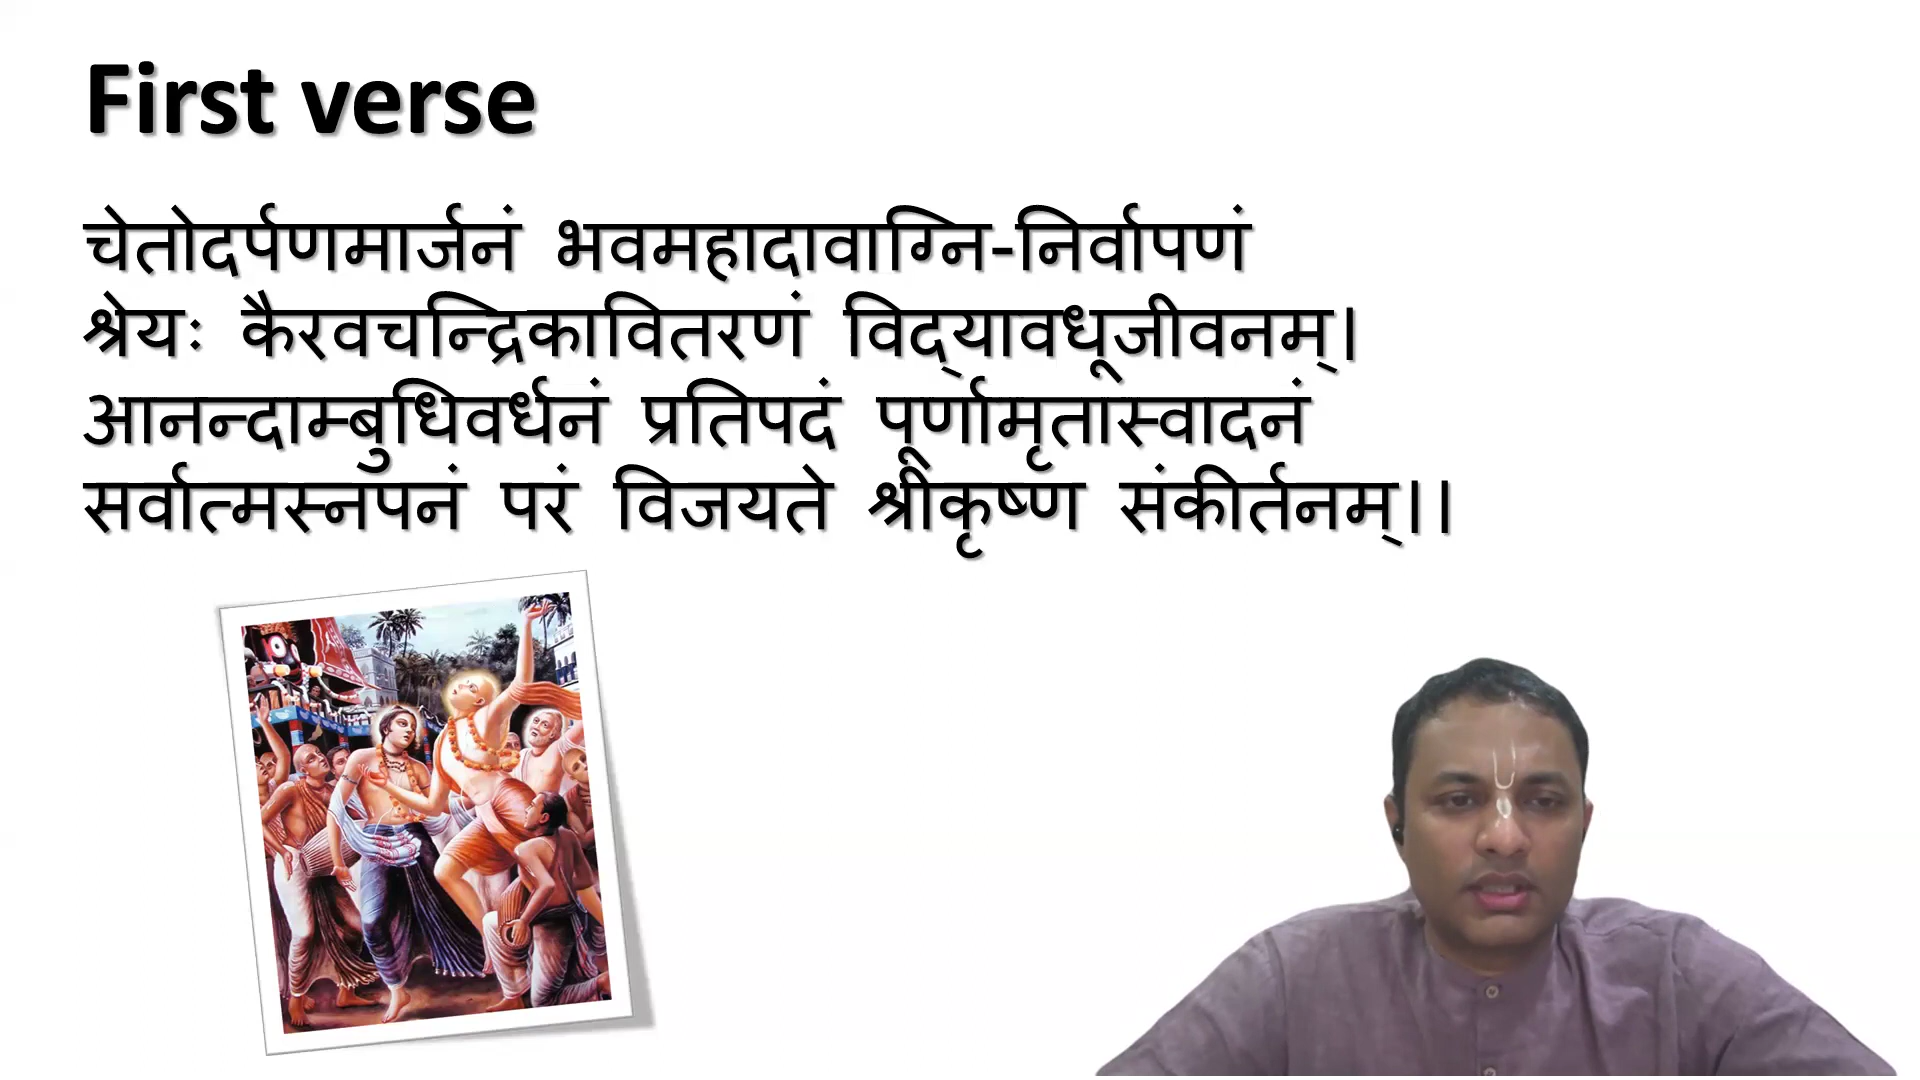 First verse
चेतोदर्पणमार्जनं भवमहादावाग्नि-निर्वापणं
श्रेयः कैरवचन्द्रिकावितरणं विद्यावधूजीवनम्।
आनन्दाम्बुधिवर्धनं प्रतिपदं पूर्णामृतास्वादनं
सर्वात्मस्नपनं परं विजयते श्रीकृष्ण संकीर्तनम्।।